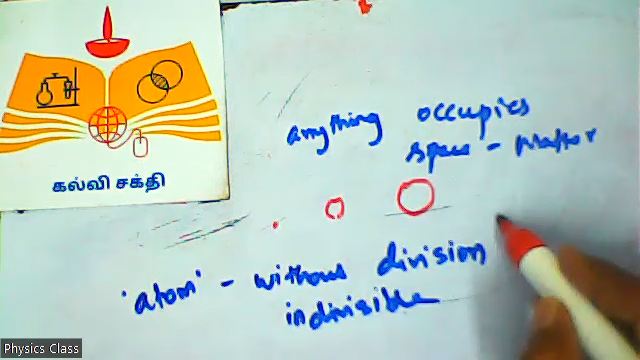 கல்வி சக்தி
anything occupies
space - matter
'atom' - without division
indivisible
Physics Class